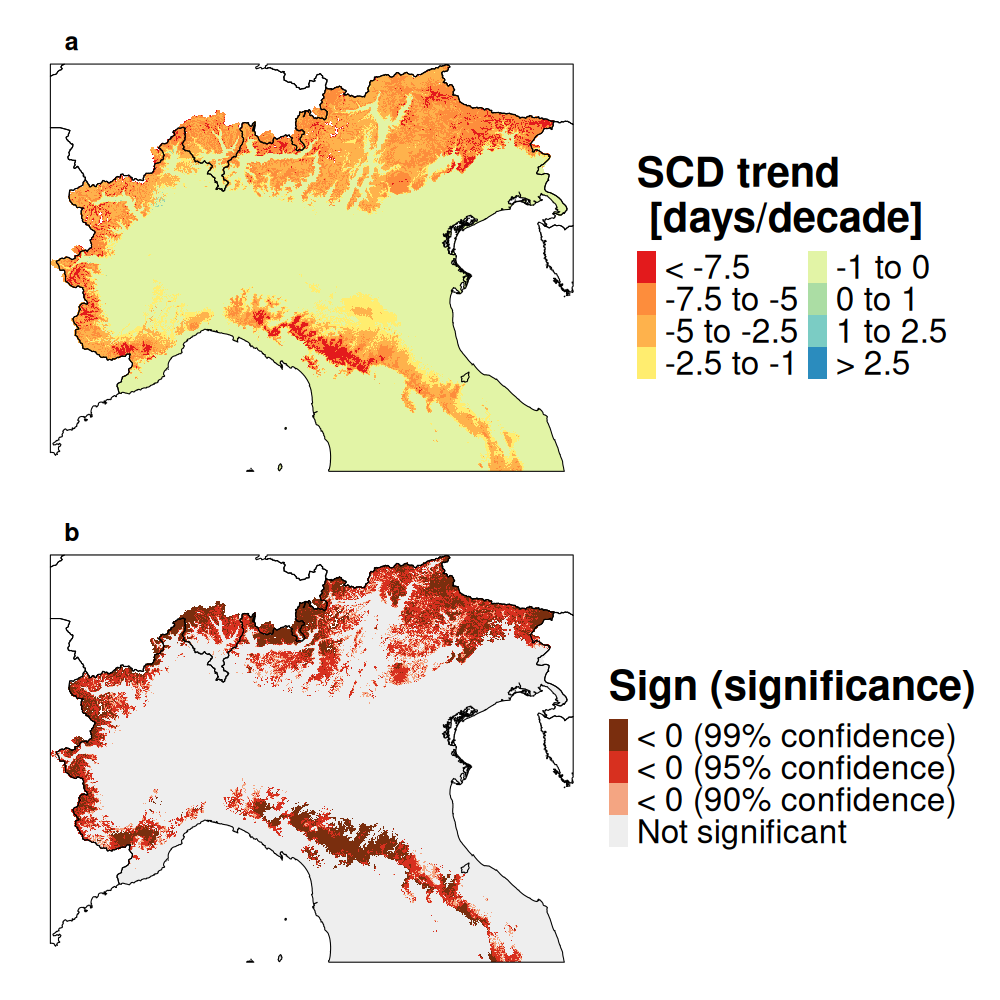 a
SCD trend
[days/decade]
< -7.5
-7.5 to -5
-5 to -2.5
-2.5 to -1
-1 to 0
0 to 1
1 to 2.5
> 2.5
b
Sign (significance)
< 0 (99% confidence)
< 0 (95% confidence)
< 0 (90% confidence)
Not significant